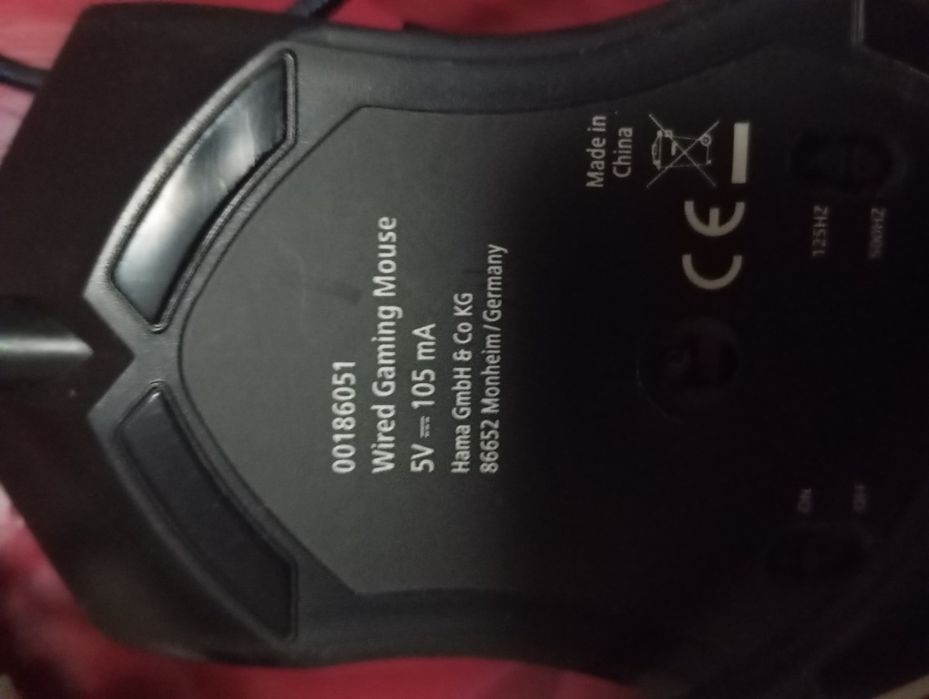 00186051
Wired Gaming Mouse
5V ⎓ 105 mA
Hama GmbH & Co KG
86652 Monheim/Germany
Made in
China
CE
125HZ
500HZ
ON
OFF